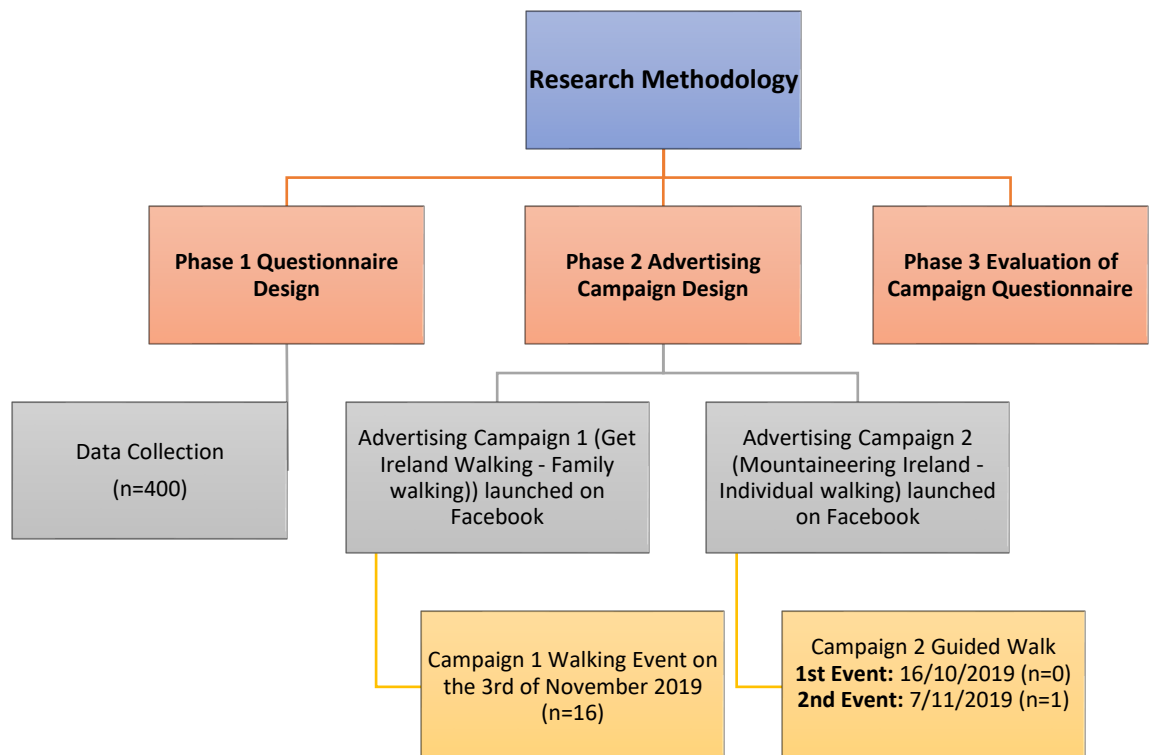 Research Methodology
Phase 1 Questionnaire
Design
Phase 2 Advertising
Campaign Design
Phase 3 Evaluation of
Campaign Questionnaire
Data Collection
(n=400)
Advertising Campaign 1 (Get
Ireland Walking - Family
walking)) launched on
Facebook
Advertising Campaign 2
(Mountaineering Ireland -
Individual walking) launched
on Facebook
Campaign 1 Walking Event on
the 3rd of November 2019
(n=16)
Campaign 2 Guided Walk
1st Event: 16/10/2019 (n=0)
2nd Event: 7/11/2019 (n=1)